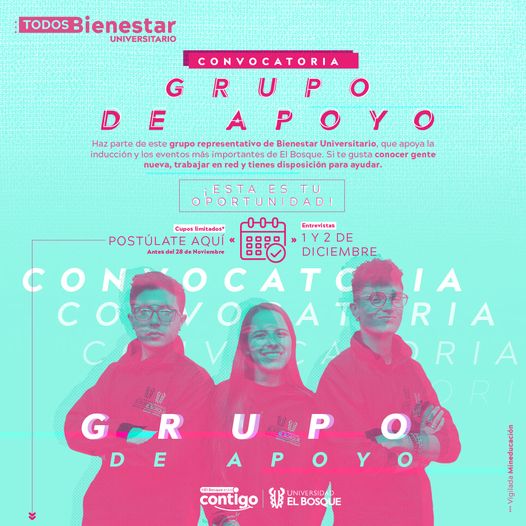 TODOSBienestar
UNIVERSITARIO
CONVOCATORIA
GRUPO
DE APOYO
Haz parte de este grupo representativo de Bienestar Universitario, que apoya la
inducción y los eventos más importantes de El Bosque. Si te gusta conocer gente
nueva, trabajar en red y tienes disposición para ayudar.
¡ESTA ES TU
OPORTUNIDAD!
Cupos limitados*
POSTÚLATE AQUÍ «
Antes del 28 de Noviembre
» Entrevistas
1 Y 2 DE
DICIEMBRE
CONVOCATORIA
CONVOCATORIA
CONVOCATORIA
GRUPO
DE APOYO
contigo
UNIVERSIDAD
EL BOSQUE
Vigilada Mineducación